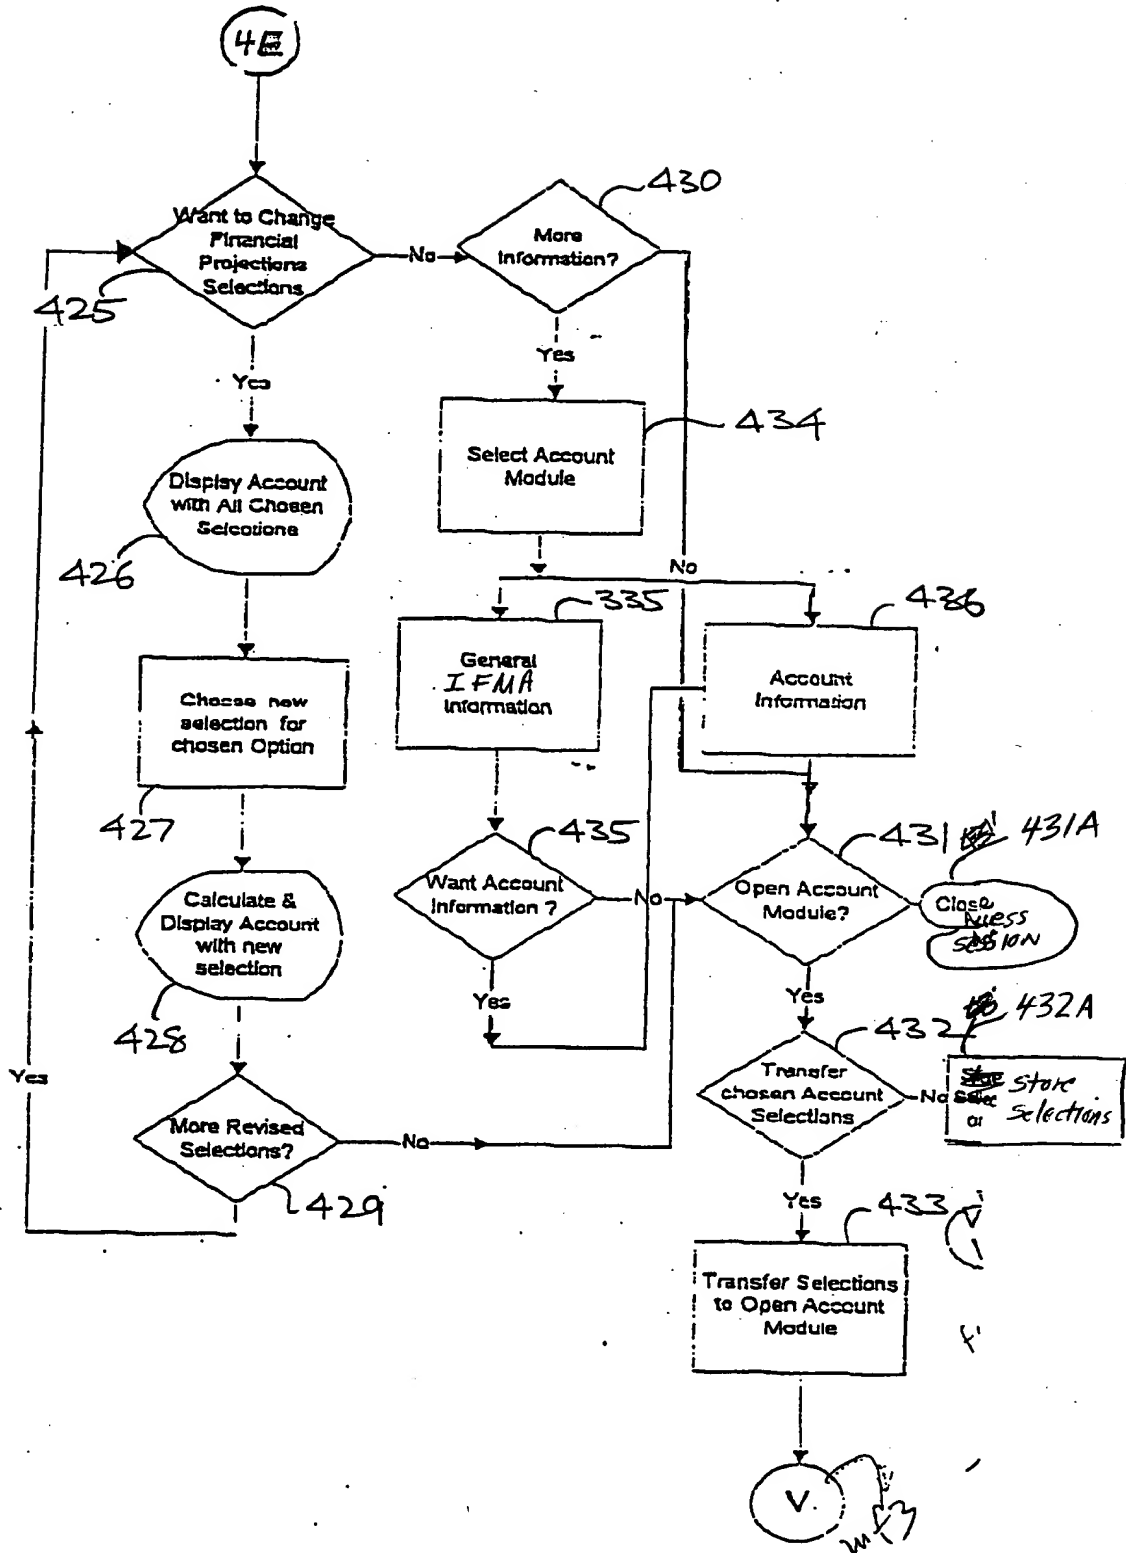 4E
Want to Change
Financial
Projections
Selections
425
No
More
Information?
430
Yes
Yes
Display Account
with All Chosen
Selections
426
Select Account
Module
434
No
335
General
IFMA
Information
436
Account
Information
Choose new
selection for
chosen Option
427
435
Want Account
Information ?
No
431
431A
Open Account
Module?
Close
Access
SESSION
Calculate &
Display Account
with new
selection
428
Yes
Yes
432
432A
Transfer
chosen Account
Selections
No
Store
or
Selections
Yes
More Revised
Selections?
No
429
Yes
433
Transfer Selections
to Open Account
Module
V